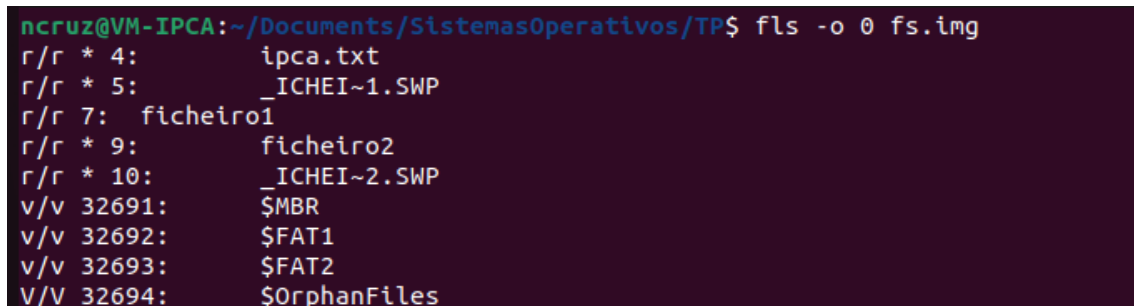 ncruz@VM-IPCA:~/Documents/SistemasOperativos/TP$ fls -o 0 fs.img
r/r * 4:	ipca.txt
r/r * 5:	_ICHEI~1.SWP
r/r 7:	ficheiro1
r/r * 9:	ficheiro2
r/r * 10:	_ICHEI~2.SWP
v/v 32691:	$MBR
v/v 32692:	$FAT1
v/v 32693:	$FAT2
V/V 32694:	$OrphanFiles